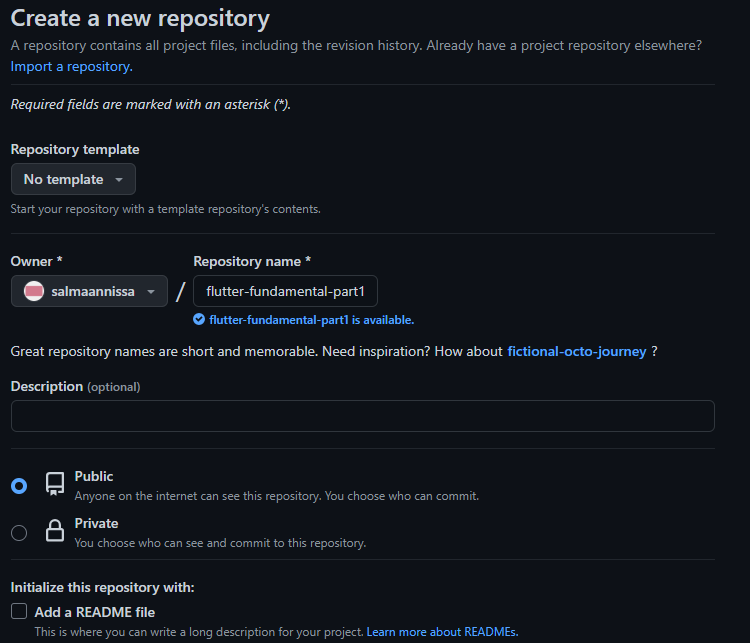 Create a new repository
A repository contains all project files, including the revision history. Already have a project repository elsewhere?
Import a repository.
Required fields are marked with an asterisk (*).
Repository template
No template
Start your repository with a template repository's contents.
Owner *
Repository name *
salmaannissa
/
flutter-fundamental-part1
flutter-fundamental-part1 is available.
Great repository names are short and memorable. Need inspiration? How about fictional-octo-journey ?
Description (optional)
Public
Anyone on the internet can see this repository. You choose who can commit.
Private
You choose who can see and commit to this repository.
Initialize this repository with:
Add a README file
This is where you can write a long description for your project. Learn more about READMEs.